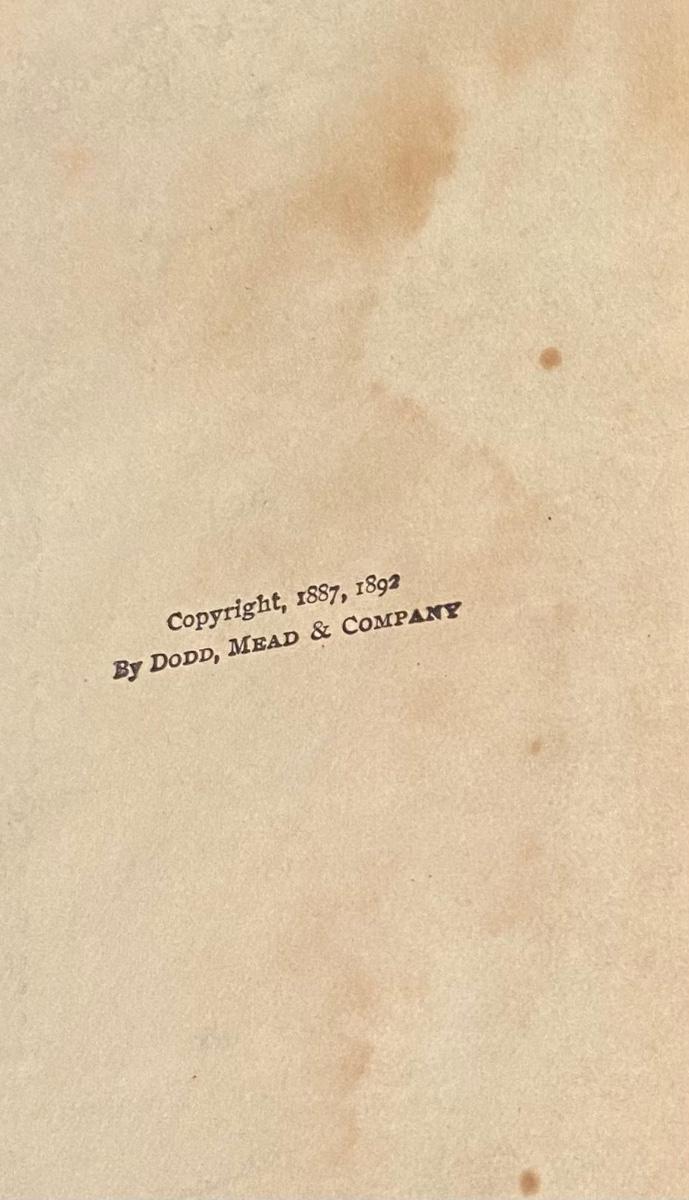 Copyright, 1887, 1892
By DODD, MEAD & COMPANY